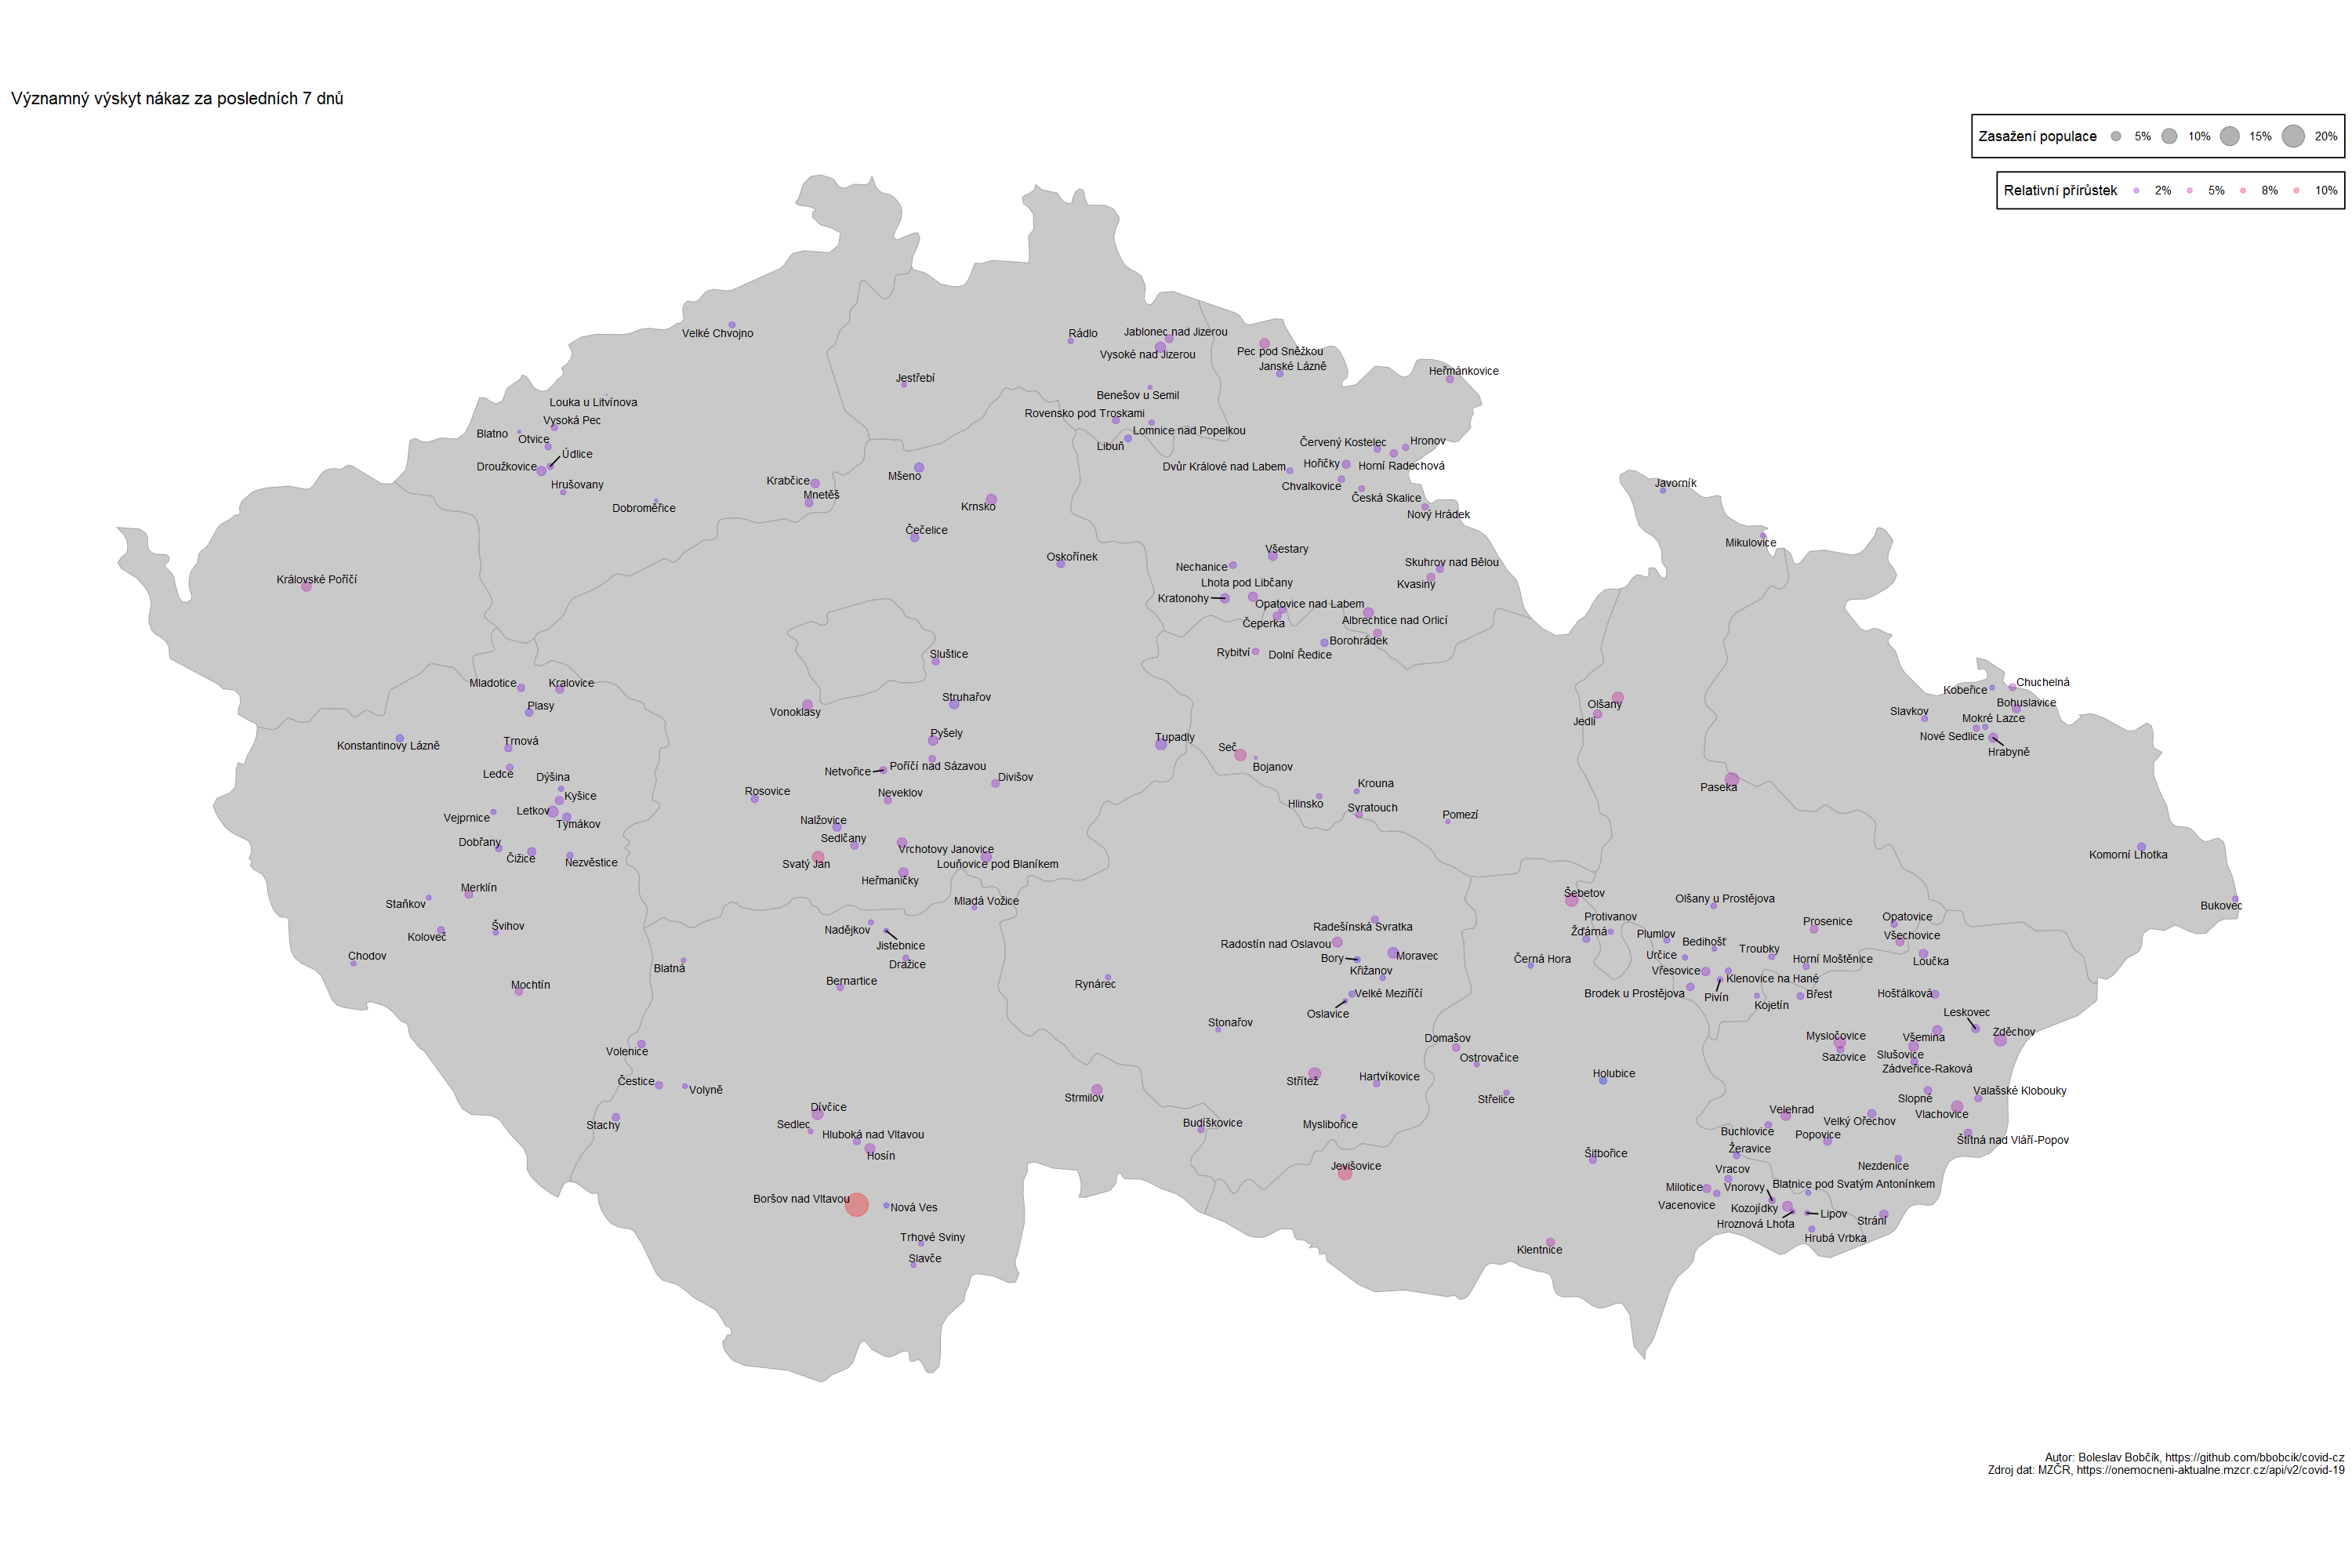 Významný výskyt nákaz za posledních 7 dnů
Zasažení populace 5% 10% 15% 20%
Relativní přírůstek 2% 5% 8% 10%
Velké Chvojno
Rádlo
Jablonec nad Jizerou
Vysoké nad Jizerou
Pec pod Sněžkou
Janské Lázně
Heřmánkovice
Jestřebí
Benešov u Semil
Louka u Litvínova
Rovensko pod Troskami
Vysoká Pec
Lomnice nad Popelkou
Blatno
Otvice
Libuň
Červený Kostelec
Hronov
Údlice
Droužkovice
Dvůr Králové nad Labem
Hořičky
Horní Radechová
Mšeno
Krabčice
Hrušovany
Chvalkovice
Javorník
Mnetěš
Česká Skalice
Dobroměřice
Krnsko
Nový Hrádek
Čečelice
Mikulovice
Všestary
Oskořínek
Skuhrov nad Bělou
Nechanice
Královské Poříčí
Lhota pod Libčany
Kvasiny
Kratonohy
Opatovice nad Labem
Čeperka
Albrechtice nad Orlicí
Borohrádek
Rybitví
Dolní Ředice
Sluštice
Mladotice
Kralovice
Chuchelná
Kobeřice
Struhařov
Bohuslavice
Plasy
Olšany
Vonoklasy
Slavkov
Mokré Lazce
Jedlí
Pyšely
Nové Sedlice
Tupadly
Trnová
Konstantinovy Lázně
Seč
Hrabyně
Poříčí nad Sázavou
Bojanov
Netvořice
Ledce
Dýšina
Divišov
Krouna
Paseka
Rosovice
Neveklov
Kyšice
Hlinsko
Svratouch
Letkov
Vejprnice
Pomezí
Nalžovice
Týmákov
Sedlčany
Dobřany
Vrchotovy Janovice
Komorní Lhotka
Čižice
Nezvěstice
Svatý Jan
Louňovice pod Blaníkem
Heřmaničky
Merklín
Šebetov
Olšany u Prostějova
Mladá Vožice
Staňkov
Bukovec
Protivanov
Opatovice
Prosenice
Švihov
Radešínská Svratka
Nadějkov
Žďárná
Plumlov
Všechovice
Koloveč
Bedihošť
Radostín nad Oslavou
Jistebnice
Troubky
Chodov
Moravec
Určice
Bory
Černá Hora
Horní Moštěnice
Loučka
Dražice
Blatná
Křižanov
Vřesovice
Klenovice na Hané
Bernartice
Rynárec
Mochtín
Velké Meziříčí
Brodek u Prostějova
Pivín
Břest
Hošťálková
Kojetín
Oslavice
Leskovec
Stonařov
Zděchov
Domašov
Mysločovice
Všemina
Volenice
Ostrovačice
Sazovice
Slušovice
Zádveřice-Raková
Holubice
Čestice
Střítež
Hartvíkovice
Volyně
Valašské Klobouky
Strmilov
Střelice
Slopné
Dívčice
Velehrad
Vlachovice
Stachy
Sedlec
Budíškovice
Myslibořice
Velký Ořechov
Buchlovice
Hluboká nad Vltavou
Popovice
Štítná nad Vláří-Popov
Žeravice
Hosín
Šitbořice
Jevišovice
Nezdenice
Vracov
Blatnice pod Svatým Antonínkem
Milotice
Vnorovy
Boršov nad Vltavou
Nová Ves
Vacenovice
Kozojídky
Lipov
Strání
Hroznová Lhota
Trhové Sviny
Hrubá Vrbka
Klentnice
Slavče
Autor: Boleslav Bobčík, https://github.com/bbobcik/covid-cz
Zdroj dat: MZČR, https://onemocneni-aktualne.mzcr.cz/api/v2/covid-19